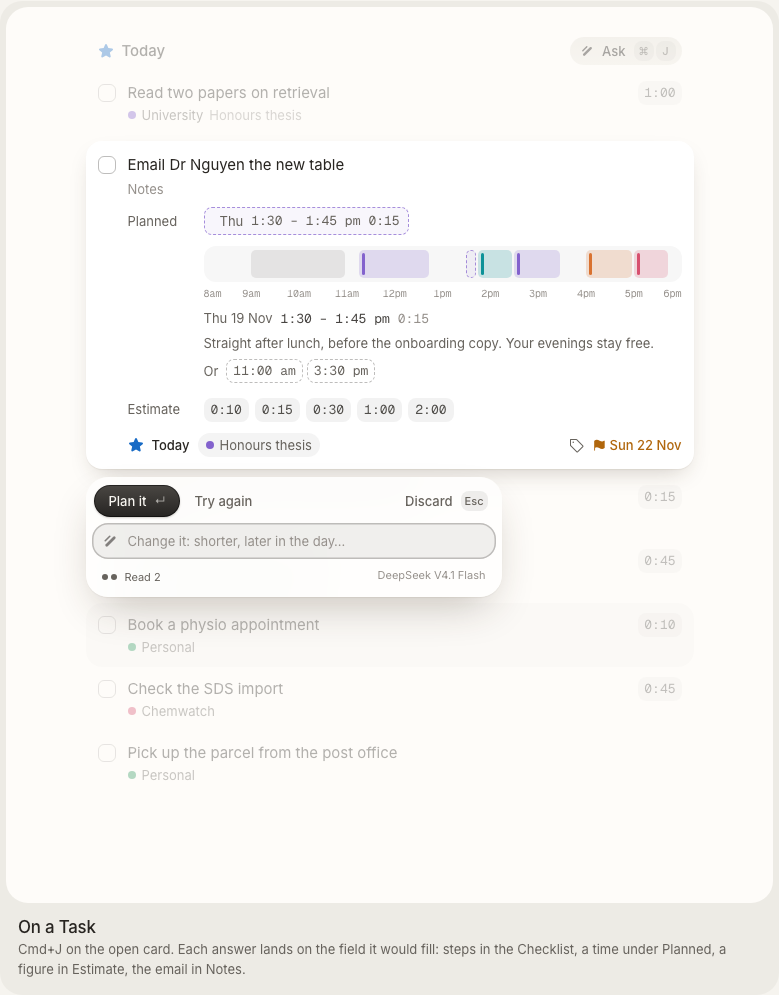 Today
Ask ⌘ J
Read two papers on retrieval 1:00
University Honours thesis
Email Dr Nguyen the new table
Notes
Planned Thu 1:30 – 1:45 pm 0:15
8am 9am 10am 11am 12pm 1pm 2pm 3pm 4pm 5pm 6pm
Thu 19 Nov 1:30 – 1:45 pm 0:15
Straight after lunch, before the onboarding copy. Your evenings stay free.
Or 11:00 am 3:30 pm
Estimate 0:10 0:15 0:30 1:00 2:00
Today Honours thesis Sun 22 Nov
Plan it ↵ Try again Discard Esc
0:15
Change it: shorter, later in the day...
0:45
Read 2 DeepSeek V4.1 Flash
Book a physio appointment 0:10
Personal
Check the SDS import 0:45
Chemwatch
Pick up the parcel from the post office
Personal
On a Task
Cmd+J on the open card. Each answer lands on the field it would fill: steps in the Checklist, a time under Planned, a
figure in Estimate, the email in Notes.